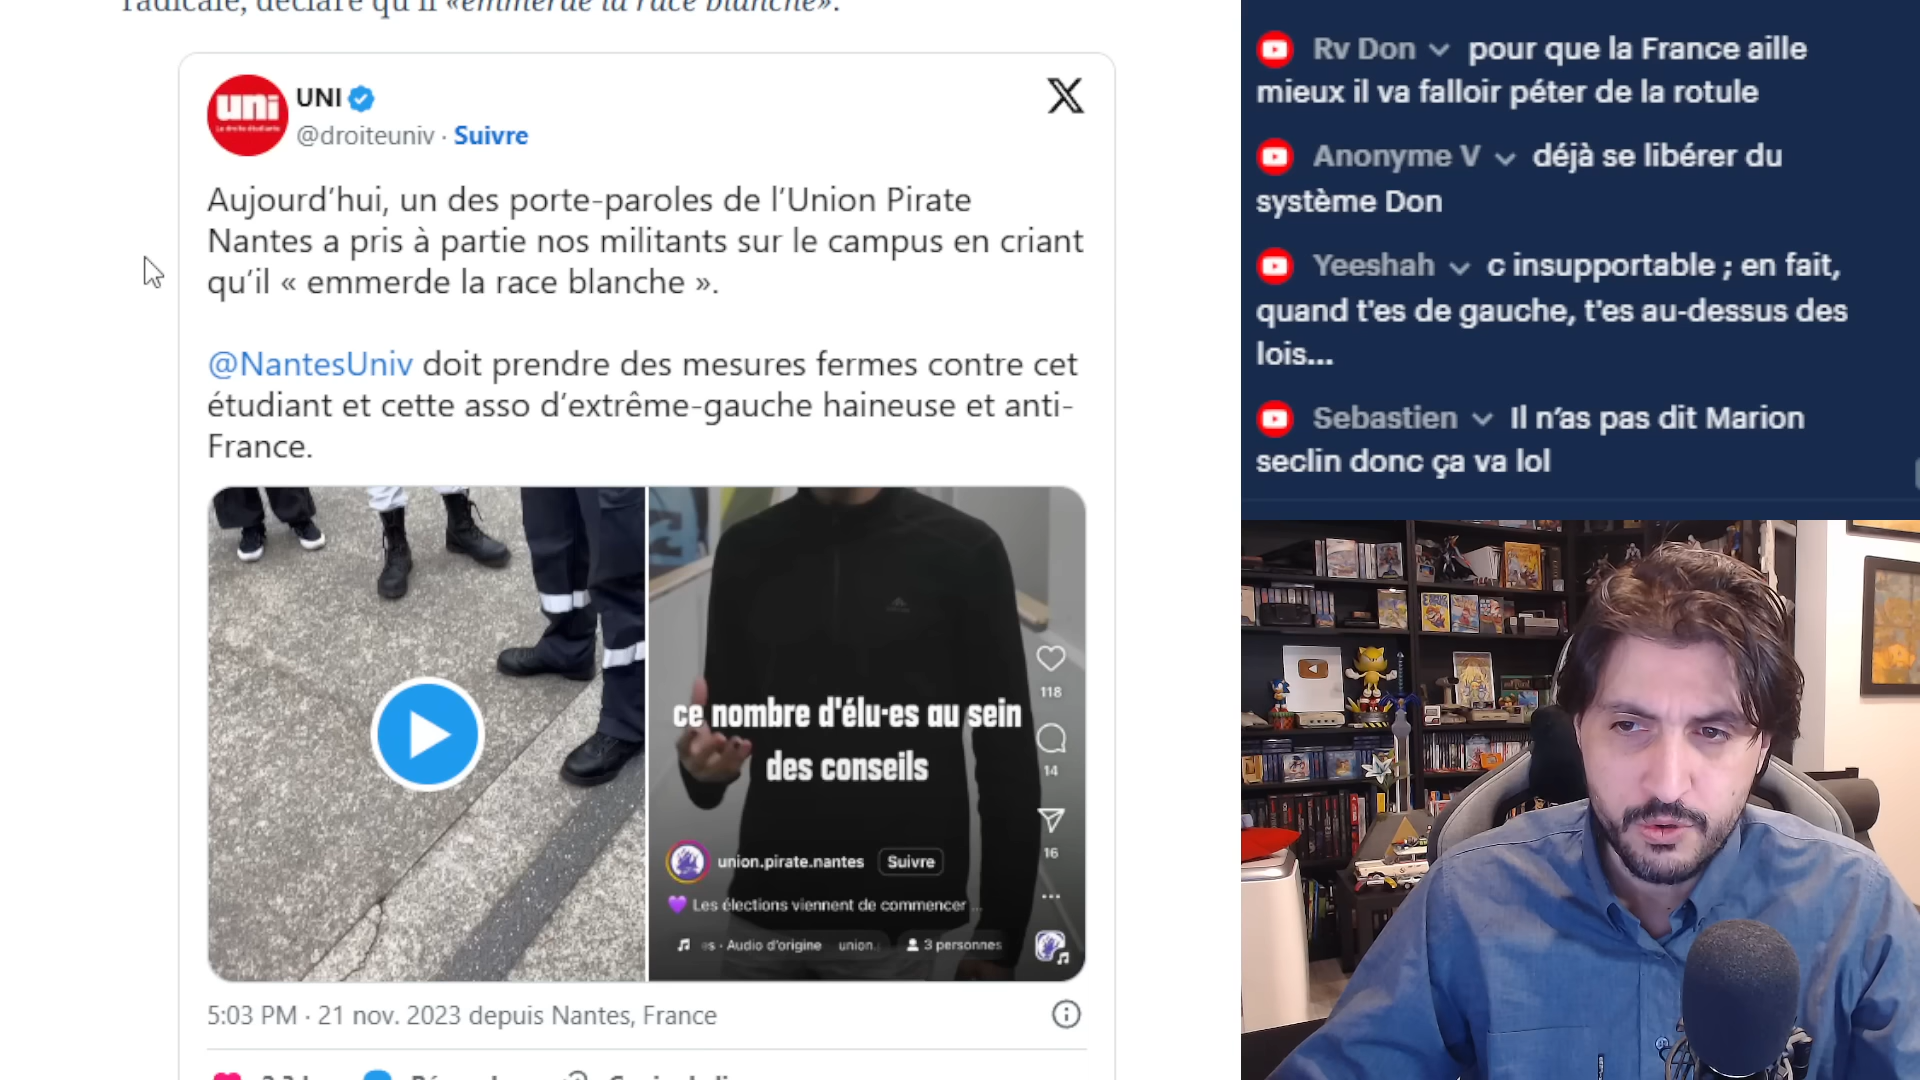 radicale, déclare qu'il «emmerde la race blanche».
uni
La droite étudiante
UNI
@droiteuniv · Suivre
Aujourd'hui, un des porte-paroles de l'Union Pirate
Nantes a pris à partie nos militants sur le campus en criant
qu'il « emmerde la race blanche ».
@NantesUniv doit prendre des mesures fermes contre cet
étudiant et cette asso d'extrême-gauche haineuse et anti-
France.
ce nombre d'élu·es au sein
des conseils
118
14
16
union.pirate.nantes Suivre
💜 Les élections viennent de commencer ...
es · Audio d'origine union. 3 personnes
5:03 PM · 21 nov. 2023 depuis Nantes, France
Rv Don pour que la France aille
mieux il va falloir péter de la rotule
Anonyme V déjà se libérer du
système Don
Yeeshah c insupportable ; en fait,
quand t'es de gauche, t'es au-dessus des
lois...
Sebastien Il n'as pas dit Marion
seclin donc ça va lol